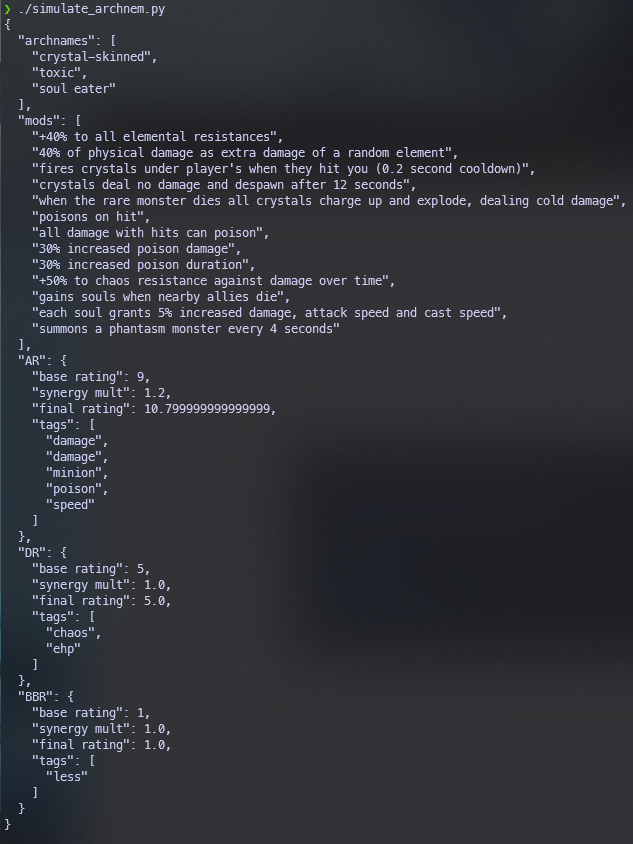 ❯ ./simulate_archnem.py
{
  "archnames": [
    "crystal-skinned",
    "toxic",
    "soul eater"
  ],
  "mods": [
    "+40% to all elemental resistances",
    "40% of physical damage as extra damage of a random element",
    "fires crystals under player's when they hit you (0.2 second cooldown)",
    "crystals deal no damage and despawn after 12 seconds",
    "when the rare monster dies all crystals charge up and explode, dealing cold damage",
    "poisons on hit",
    "all damage with hits can poison",
    "30% increased poison damage",
    "30% increased poison duration",
    "+50% to chaos resistance against damage over time",
    "gains souls when nearby allies die",
    "each soul grants 5% increased damage, attack speed and cast speed",
    "summons a phantasm monster every 4 seconds"
  ],
  "AR": {
    "base rating": 9,
    "synergy mult": 1.2,
    "final rating": 10.799999999999999,
    "tags": [
      "damage",
      "damage",
      "minion",
      "poison",
      "speed"
    ]
  },
  "DR": {
    "base rating": 5,
    "synergy mult": 1.0,
    "final rating": 5.0,
    "tags": [
      "chaos",
      "ehp"
    ]
  },
  "BBR": {
    "base rating": 1,
    "synergy mult": 1.0,
    "final rating": 1.0,
    "tags": [
      "less"
    ]
  }
}